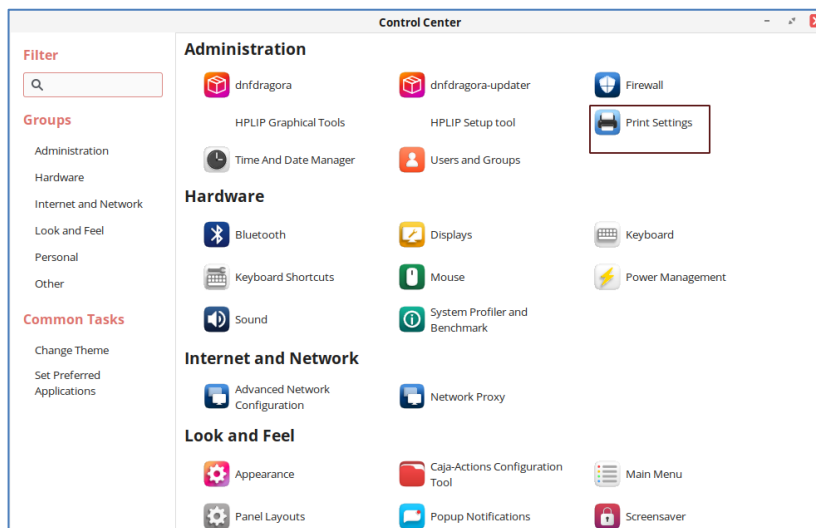 Control Center
Filter
Groups
Administration
Hardware
Internet and Network
Look and Feel
Personal
Other
Common Tasks
Change Theme
Set Preferred
Applications
Administration
dnfdragora
dnfdragora-updater
Firewall
HPLIP Graphical Tools
HPLIP Setup tool
Print Settings
Time And Date Manager
Users and Groups
Hardware
Bluetooth
Displays
Keyboard
Keyboard Shortcuts
Mouse
Power Management
Sound
System Profiler and
Benchmark
Internet and Network
Advanced Network
Configuration
Network Proxy
Look and Feel
Appearance
Caja-Actions Configuration
Tool
Main Menu
Panel Layouts
Popup Notifications
Screensaver